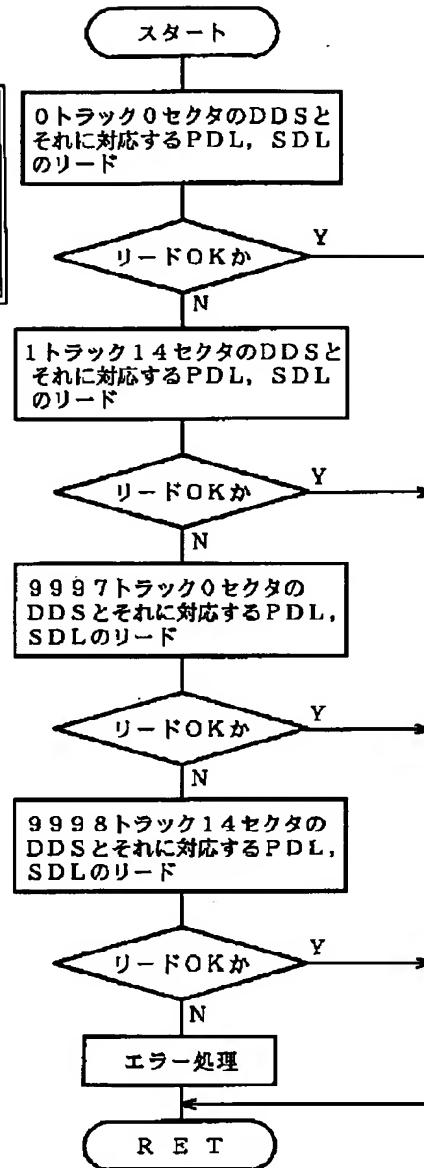 スタート
0トラック0セクタのDDSと
それに対応するPDL，SDL
のリード
リードOKか
Y
N
1トラック14セクタのDDSと
それに対応するPDL，SDL
のリード
リードOKか
Y
N
9997トラック0セクタの
DDSとそれに対応するPDL，
SDLのリード
リードOKか
Y
N
9998トラック14セクタの
DDSとそれに対応するPDL，
SDLのリード
リードOKか
Y
N
エラー処理
RET